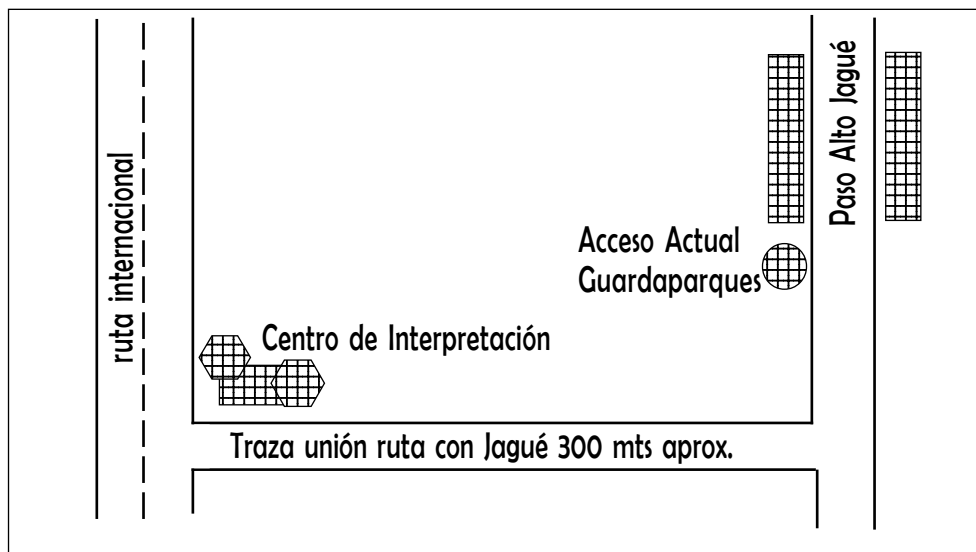 ruta internacional
Paso Alto Jagué
Acceso Actual
Guardaparques
Centro de Interpretación
Traza unión ruta con Jagué 300 mts aprox.